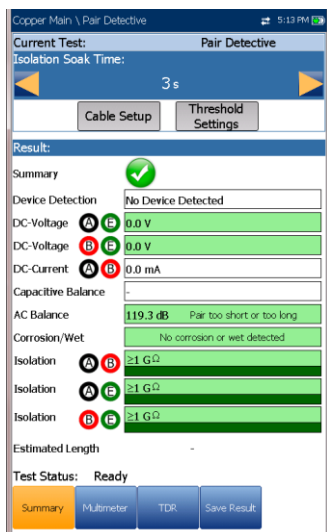 Copper Main \ Pair Detective 5:13 PM
Current Test: Pair Detective
Isolation Soak Time:
3 s
Cable Setup
Threshold
Settings
Result:
Summary
Device Detection No Device Detected
DC-Voltage A E 0.0 V
DC-Voltage B E 0.0 V
DC-Current A B 0.0 mA
Capacitive Balance -
AC Balance 119.3 dB Pair too short or too long
Corrosion/Wet No corrosion or wet detected
Isolation A B ≥1 GΩ
Isolation A E ≥1 GΩ
Isolation B E ≥1 GΩ
Estimated Length -
Test Status: Ready
Summary Multimeter TDR Save Result